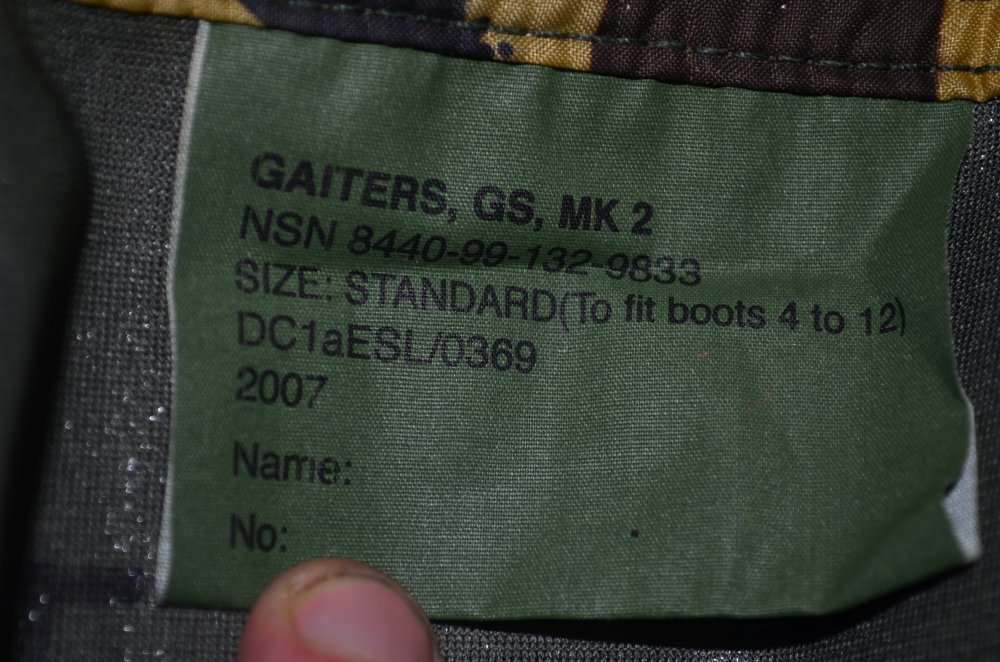 GAITERS, GS, MK 2
NSN 8440-99-132-9833
SIZE: STANDARD(To fit boots 4 to 12)
DC1aESL/0369
2007
Name:
No: